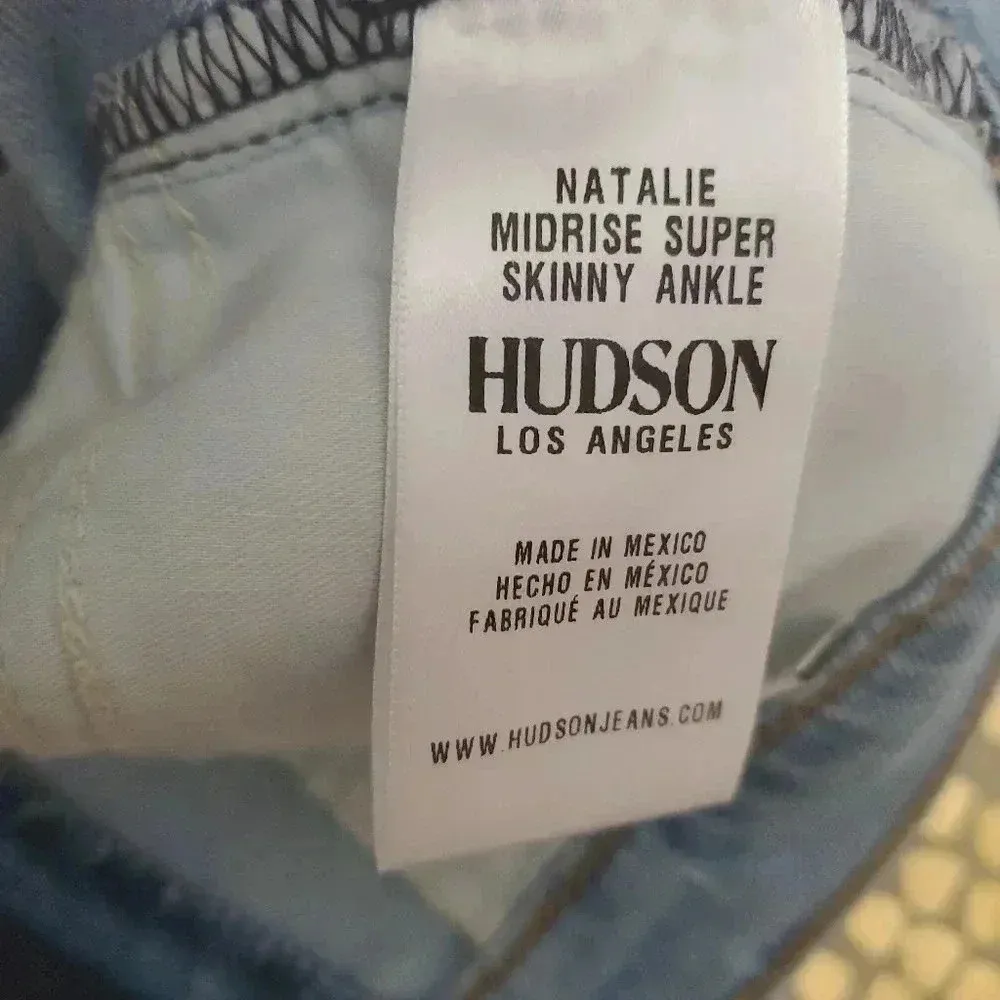 NATALIE
MIDRISE SUPER
SKINNY ANKLE
HUDSON
LOS ANGELES
MADE IN MEXICO
HECHO EN MÉXICO
FABRIQUÉ AU MEXIQUE
WWW.HUDSONJEANS.COM